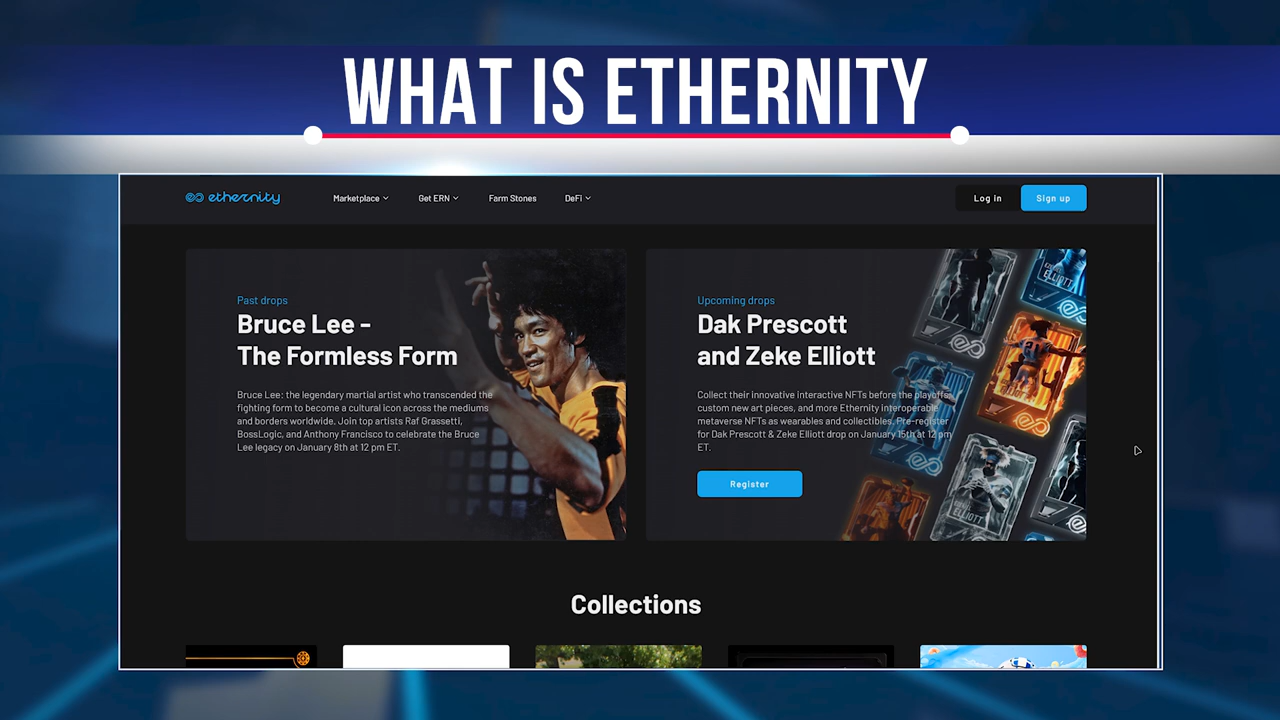 WHAT IS ETHERNITY
ethernity
Marketplace
Get ERN
Farm Stones
DeFi
Log in
Sign up
Past drops
Bruce Lee -
The Formless Form
Bruce Lee: the legendary martial artist who transcended the
fighting form to become a cultural icon across the mediums
and borders worldwide. Join top artists Raf Grassetti,
BossLogic, and Anthony Francisco to celebrate the Bruce
Lee legacy on January 8th at 12 pm ET.
Upcoming drops
Dak Prescott
and Zeke Elliott
Collect their innovative interactive NFTs before the playoffs,
custom new art pieces, and more Ethernity interoperable
metaverse NFTs as wearables and collectibles. Pre-register
for Dak Prescott & Zeke Elliott drop on January 15th at 12 pm
ET.
Register
ELLIOTT
ELLIOTT
Collections